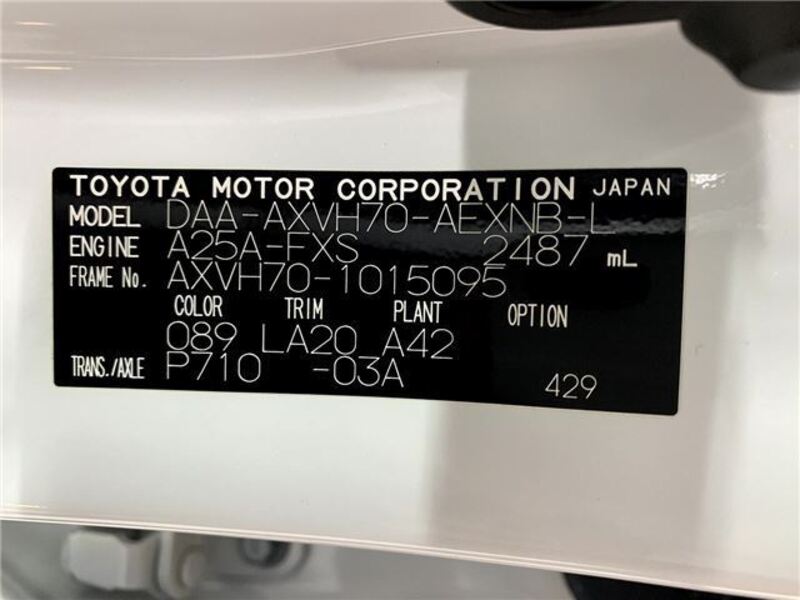 TOYOTA MOTOR CORPORATION JAPAN
MODEL DAA-AXVH70-AEXNB-L
ENGINE A25A-FXS 2487 mL
FRAME No. AXVH70-1015095
COLOR TRIM PLANT OPTION
089 LA20 A42
TRANS./AXLE P710 -03A 429